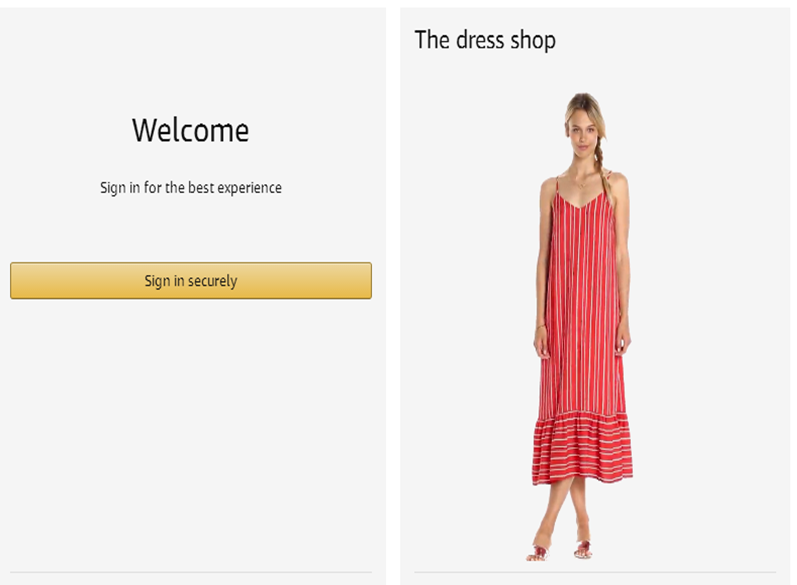 Welcome
Sign in for the best experience
Sign in securely
The dress shop